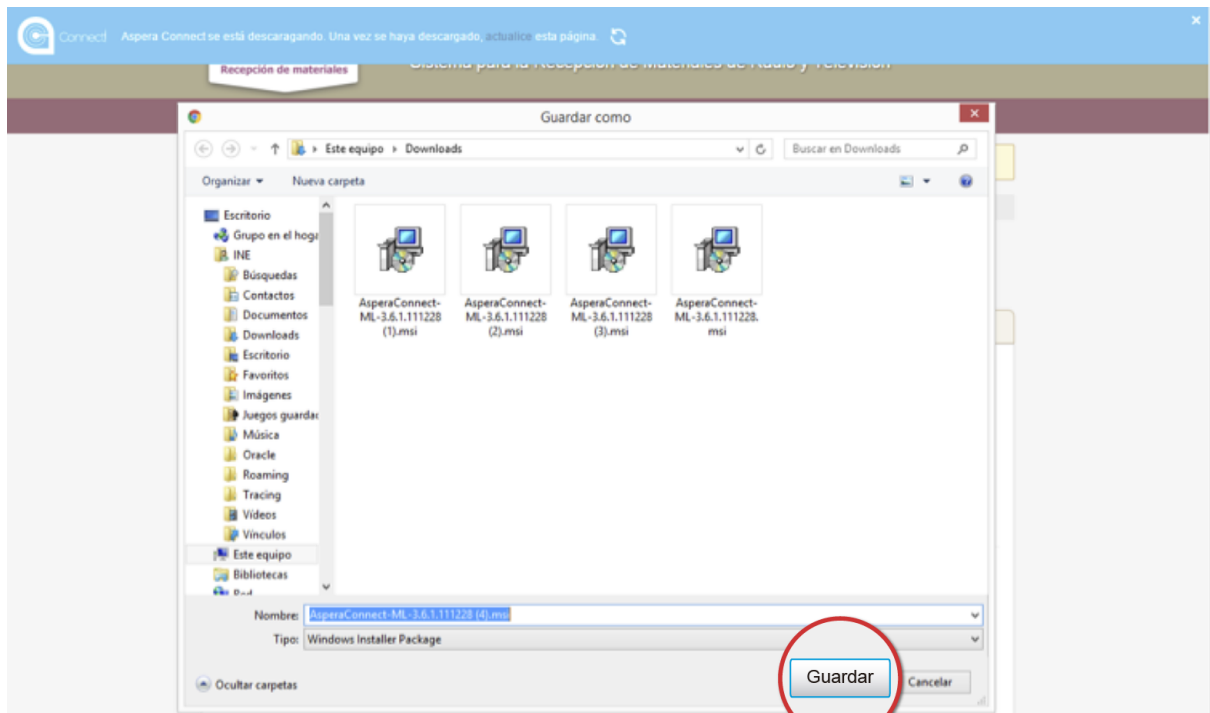 Connect Aspera Connect se está descaragando. Una vez se haya descargado, actualice esta página.
Recepción de materiales
Sistema para la Recepción de Materiales de Radio y Televisión
Guardar como
Este equipo Downloads
Buscar en Downloads
Organizar Nueva carpeta
Escritorio
Grupo en el hoga
INE
Búsquedas
Contactos
Documentos
Downloads
Escritorio
Favoritos
Imágenes
Juegos guardac
Música
Oracle
Roaming
Tracing
Vídeos
Vínculos
Este equipo
Bibliotecas
Red
AsperaConnect-
ML-3.6.1.111228
(1).msi
AsperaConnect-
ML-3.6.1.111228
(2).msi
AsperaConnect-
ML-3.6.1.111228
(3).msi
AsperaConnect-
ML-3.6.1.111228.
msi
Nombre: AsperaConnect-ML-3.6.1.111228 (4).msi
Tipo: Windows Installer Package
Ocultar carpetas
Guardar
Cancelar